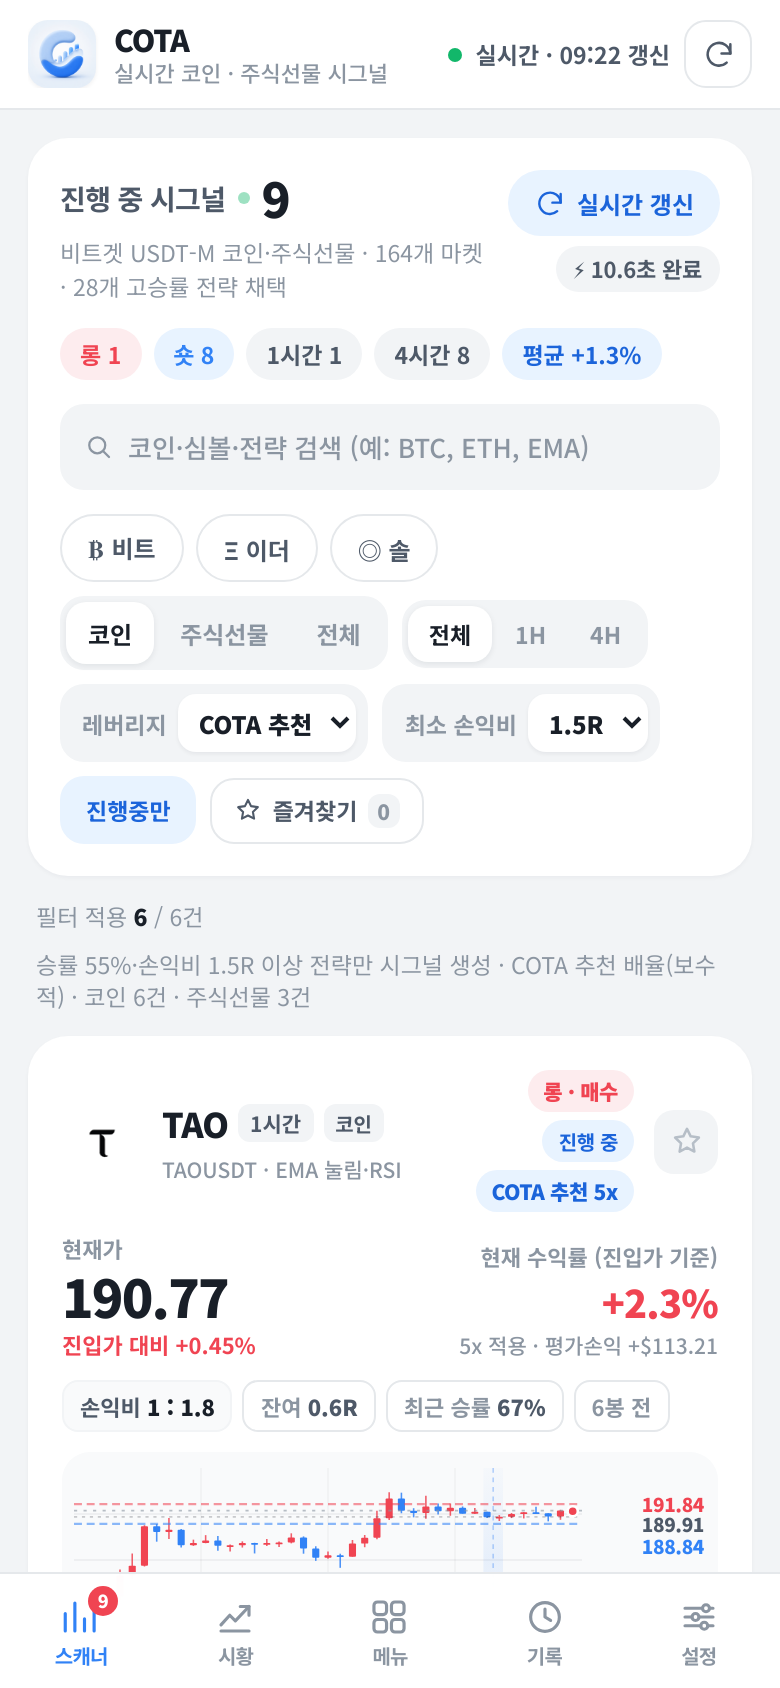 COTA
실시간 코인 · 주식선물 시그널
실시간 · 09:22 갱신
진행 중 시그널 9
실시간 갱신
비트겟 USDT-M 코인·주식선물 · 164개 마켓
· 28개 고승률 전략 채택
⚡ 10.6초 완료
롱 1
숏 8
1시간 1
4시간 8
평균 +1.3%
코인·심볼·전략 검색 (예: BTC, ETH, EMA)
₿ 비트
Ξ 이더
◎ 솔
코인
주식선물
전체
전체
1H
4H
레버리지
COTA 추천
최소 손익비
1.5R
진행중만
즐겨찾기 0
필터 적용 6 / 6건
승률 55%·손익비 1.5R 이상 전략만 시그널 생성 · COTA 추천 배율(보수
적) · 코인 6건 · 주식선물 3건
τ
TAO
1시간
코인
TAOUSDT · EMA 눌림·RSI
롱 · 매수
진행 중
COTA 추천 5x
현재가
190.77
진입가 대비 +0.45%
현재 수익률 (진입가 기준)
+2.3%
5x 적용 · 평가손익 +$113.21
손익비 1 : 1.8
잔여 0.6R
최근 승률 67%
6봉 전
191.84
189.91
188.84
9
스캐너
시황
메뉴
기록
설정